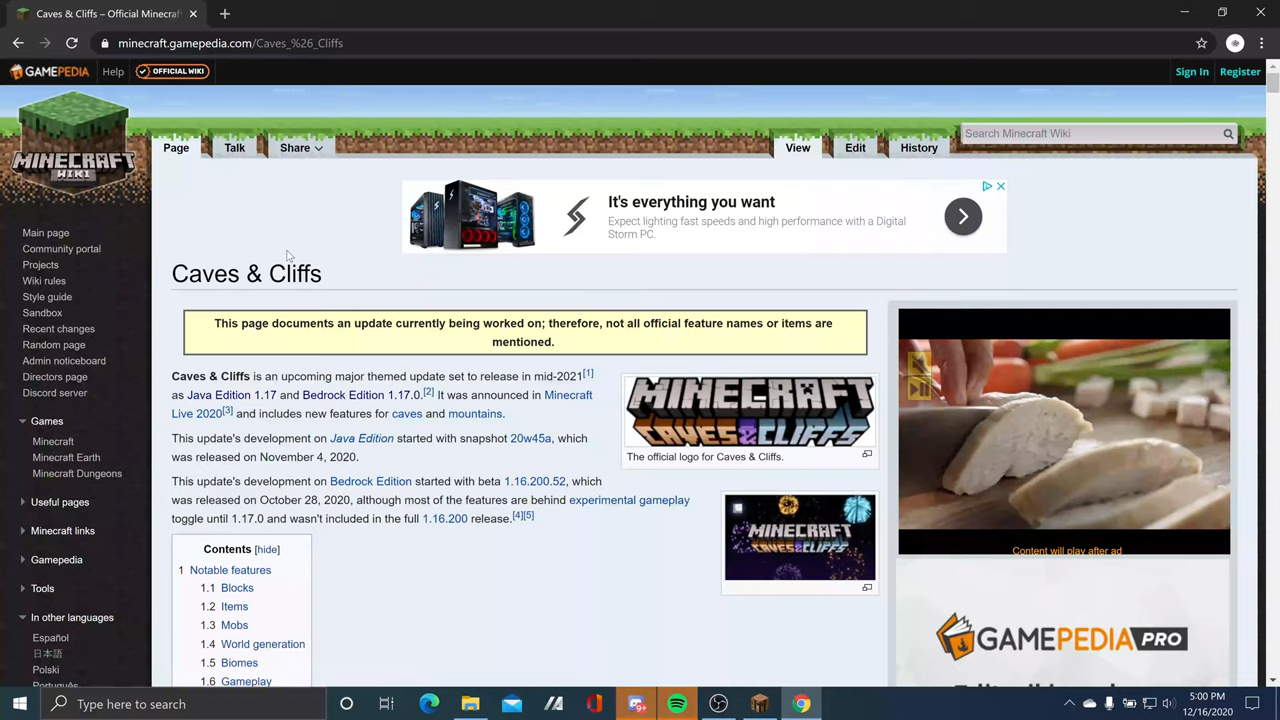 Caves & Cliffs – Official Minecraft
minecraft.gamepedia.com/Caves_%26_Cliffs
GAMEPEDIA
Help
OFFICIAL WIKI
Sign In
Register
MINECRAFT
WIKI
Page
Talk
Share
View
Edit
History
Search Minecraft Wiki
It's everything you want
Expect lighting fast speeds and high performance with a Digital
Storm PC.
Main page
Community portal
Projects
Wiki rules
Style guide
Sandbox
Recent changes
Random page
Admin noticeboard
Directors page
Discord server
Games
Minecraft
Minecraft Earth
Minecraft Dungeons
Useful pages
Minecraft links
Gamepedia
Tools
In other languages
Español
日本語
Polski
Português
Caves & Cliffs
This page documents an update currently being worked on; therefore, not all official feature names or items are
mentioned.
Caves & Cliffs is an upcoming major themed update set to release in mid-2021[1]
as Java Edition 1.17 and Bedrock Edition 1.17.0.[2] It was announced in Minecraft
Live 2020[3] and includes new features for caves and mountains.
This update's development on Java Edition started with snapshot 20w45a, which
was released on November 4, 2020.
This update's development on Bedrock Edition started with beta 1.16.200.52, which
was released on October 28, 2020, although most of the features are behind experimental gameplay
toggle until 1.17.0 and wasn't included in the full 1.16.200 release.[4][5]
MINECRAFT
CAVES & CLIFFS
The official logo for Caves & Cliffs.
MINECRAFT
CAVES & CLIFFS
Contents [hide]
1 Notable features
1.1 Blocks
1.2 Items
1.3 Mobs
1.4 World generation
1.5 Biomes
1.6 Gameplay
Content will play after ad
GAMEPEDIA PRO
Type here to search
5:00 PM
12/16/2020